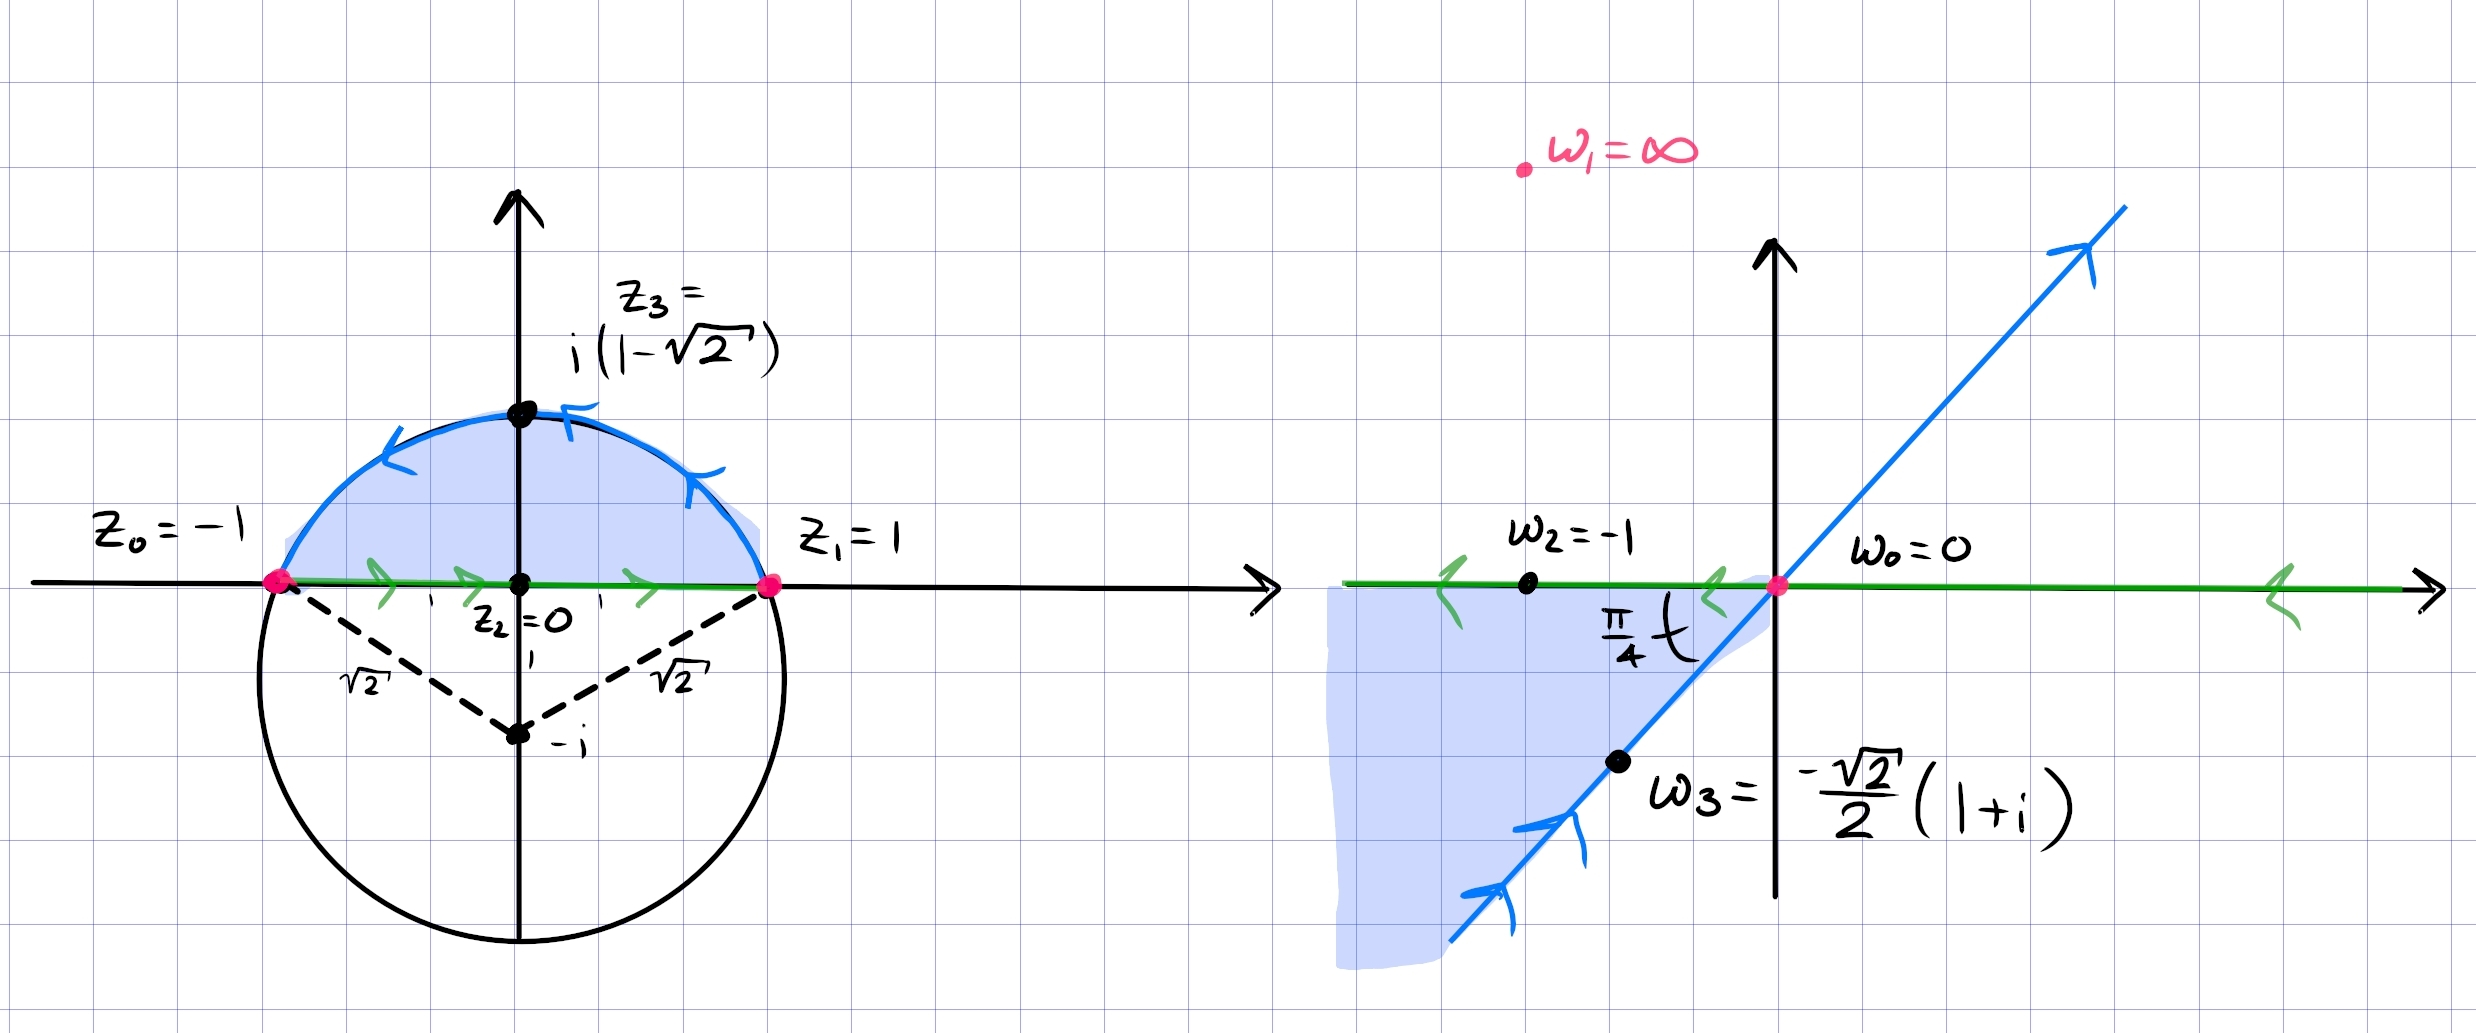 z₃ =
i(1-√2)
z₀ = -1
z₁ = 1
z₂ = 0
√2
√2
-i
w₁ = ∞
w₂ = -1
w₀ = 0
π/4
w₃ = -√2/2 (1+i)